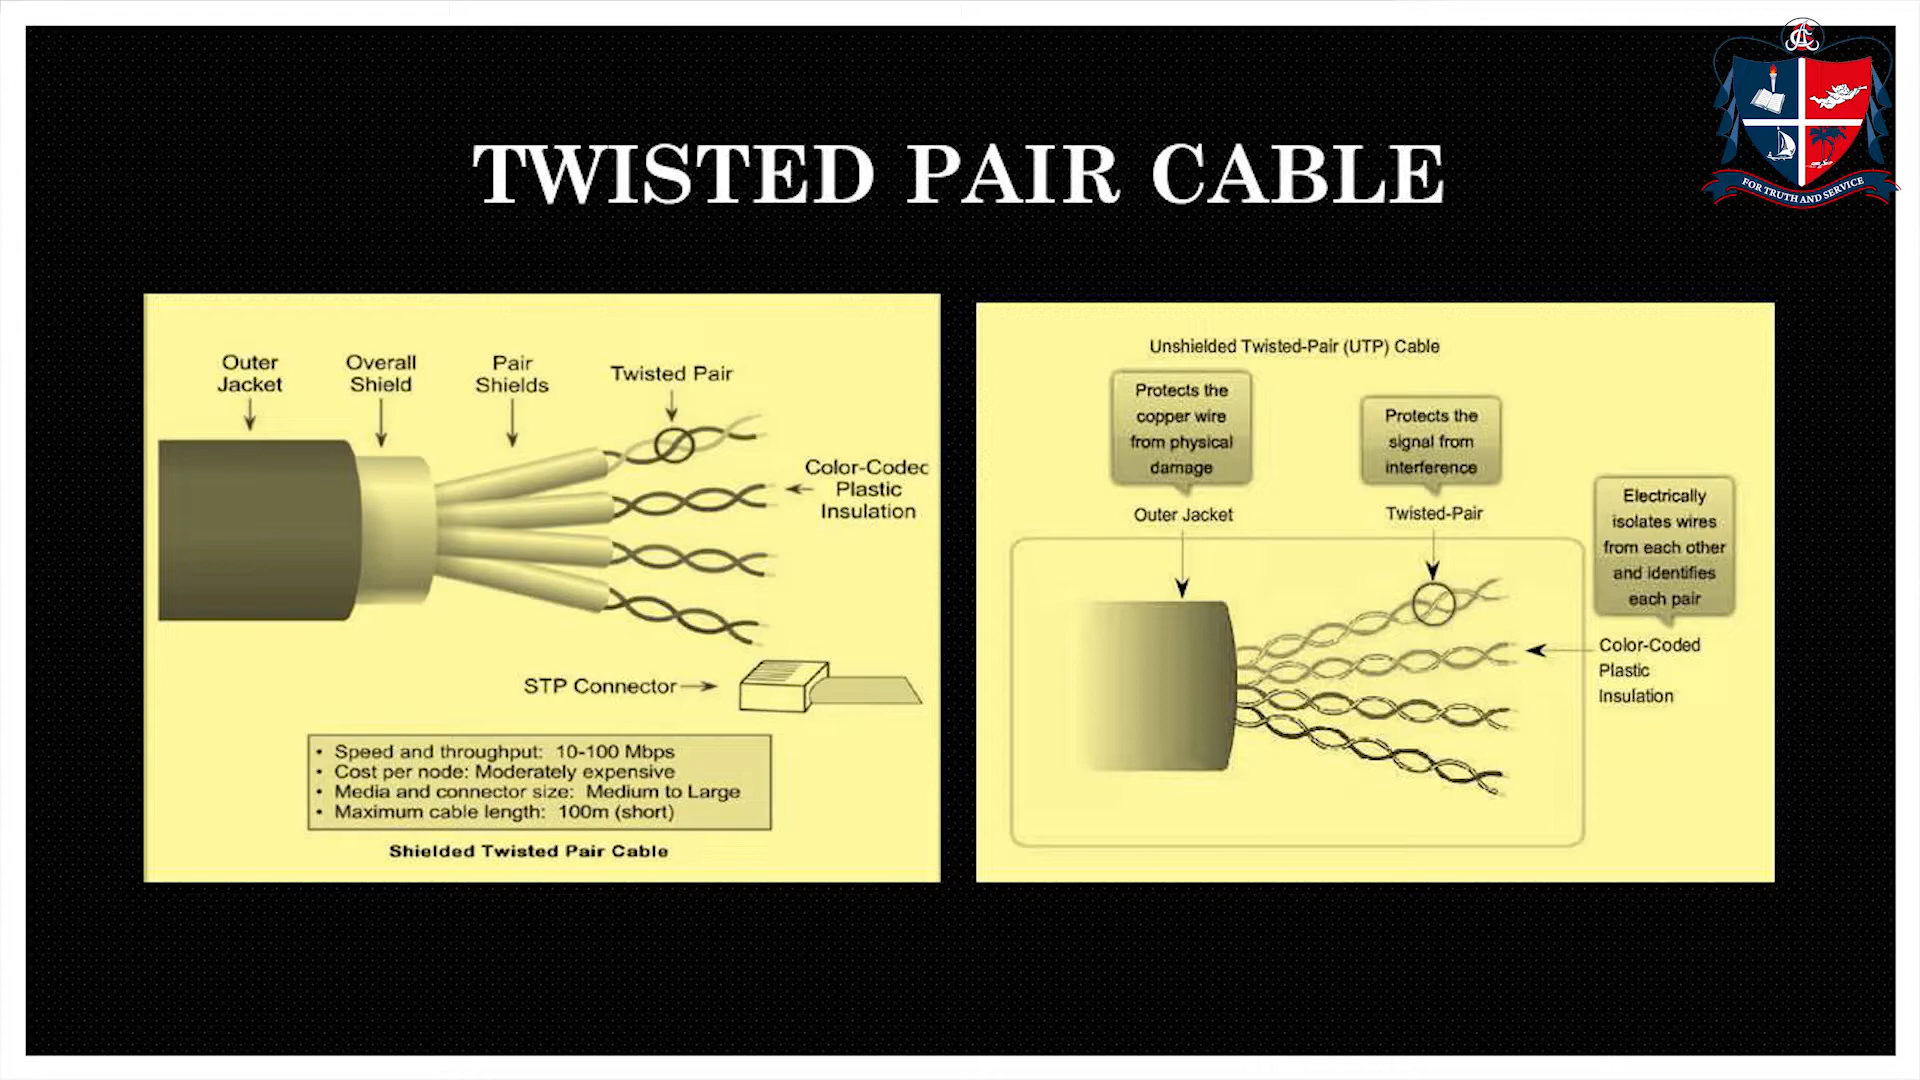 TWISTED PAIR CABLE
FOR TRUTH AND SERVICE
Outer
Jacket
Overall
Shield
Pair
Shields
Twisted Pair
Color-Codec
Plastic
Insulation
STP Connector
• Speed and throughput: 10-100 Mbps
• Cost per node: Moderately expensive
• Media and connector size: Medium to Large
• Maximum cable length: 100m (short)
Shielded Twisted Pair Cable
Unshielded Twisted-Pair (UTP) Cable
Protects the
copper wire
from physical
damage
Outer Jacket
Protects the
signal from
interference
Twisted-Pair
Electrically
isolates wires
from each other
and identifies
each pair
Color-Coded
Plastic
Insulation